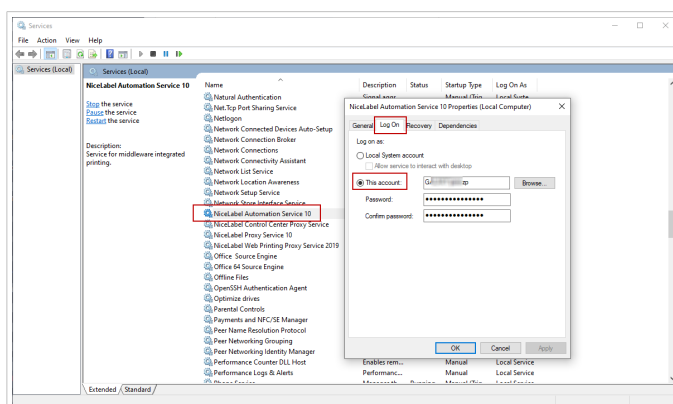 Services
File Action View Help
Services (Local)
Services (Local)
NiceLabel Automation Service 10
Stop the service
Pause the service
Restart the service
Description:
Service for middleware integrated
printing.
Name Description Status Startup Type Log On As
Natural Authentication
Net.Tcp Port Sharing Service
Netlogon
Network Connected Devices Auto-Setup
Network Connection Broker
Network Connections
Network Connectivity Assistant
Network List Service
Network Location Awareness
Network Setup Service
Network Store Interface Service
NiceLabel Automation Service 10
NiceLabel Control Center Proxy Service
NiceLabel Proxy Service 10
NiceLabel Web Printing Proxy Service 2019
Office Source Engine
Office 64 Source Engine
Offline Files
OpenSSH Authentication Agent
Optimize drives
Parental Controls
Payments and NFC/SE Manager
Peer Name Resolution Protocol
Peer Networking Grouping
Peer Networking Identity Manager
Performance Counter DLL Host Enables rem... Manual Local Service
Performance Logs & Alerts Performanc... Manual Local Service
NiceLabel Automation Service 10 Properties (Local Computer)
General Log On Recovery Dependencies
Log on as:
Local System account
Allow service to interact with desktop
This account: zp Browse...
Password: •••••••••••••••
Confirm password: •••••••••••••••
OK Cancel Apply
Extended Standard